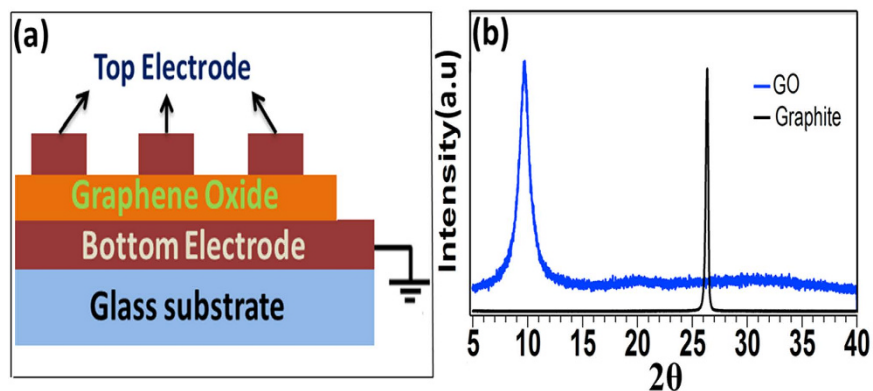 (a)
Top Electrode
Graphene Oxide
Bottom Electrode
Glass substrate
(b)
Intensity(a.u)
GO
Graphite
5 10 15 20 25 30 35 40
2θ